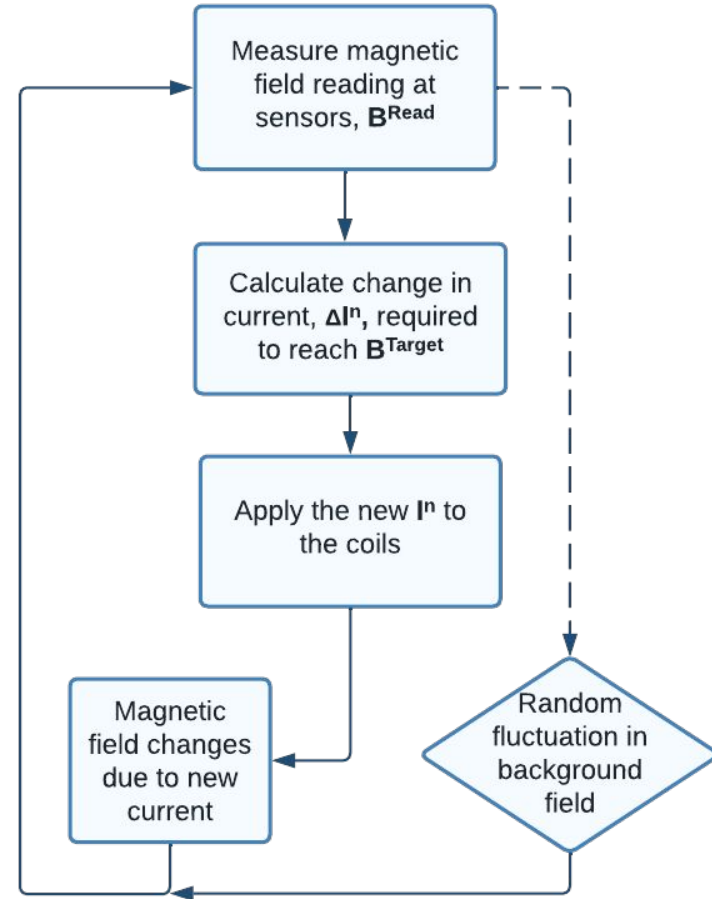 Measure magnetic
field reading at
sensors, B^Read
Calculate change in
current, ΔI^n, required
to reach B^Target
Apply the new I^n to
the coils
Magnetic
field changes
due to new
current
Random
fluctuation in
background
field